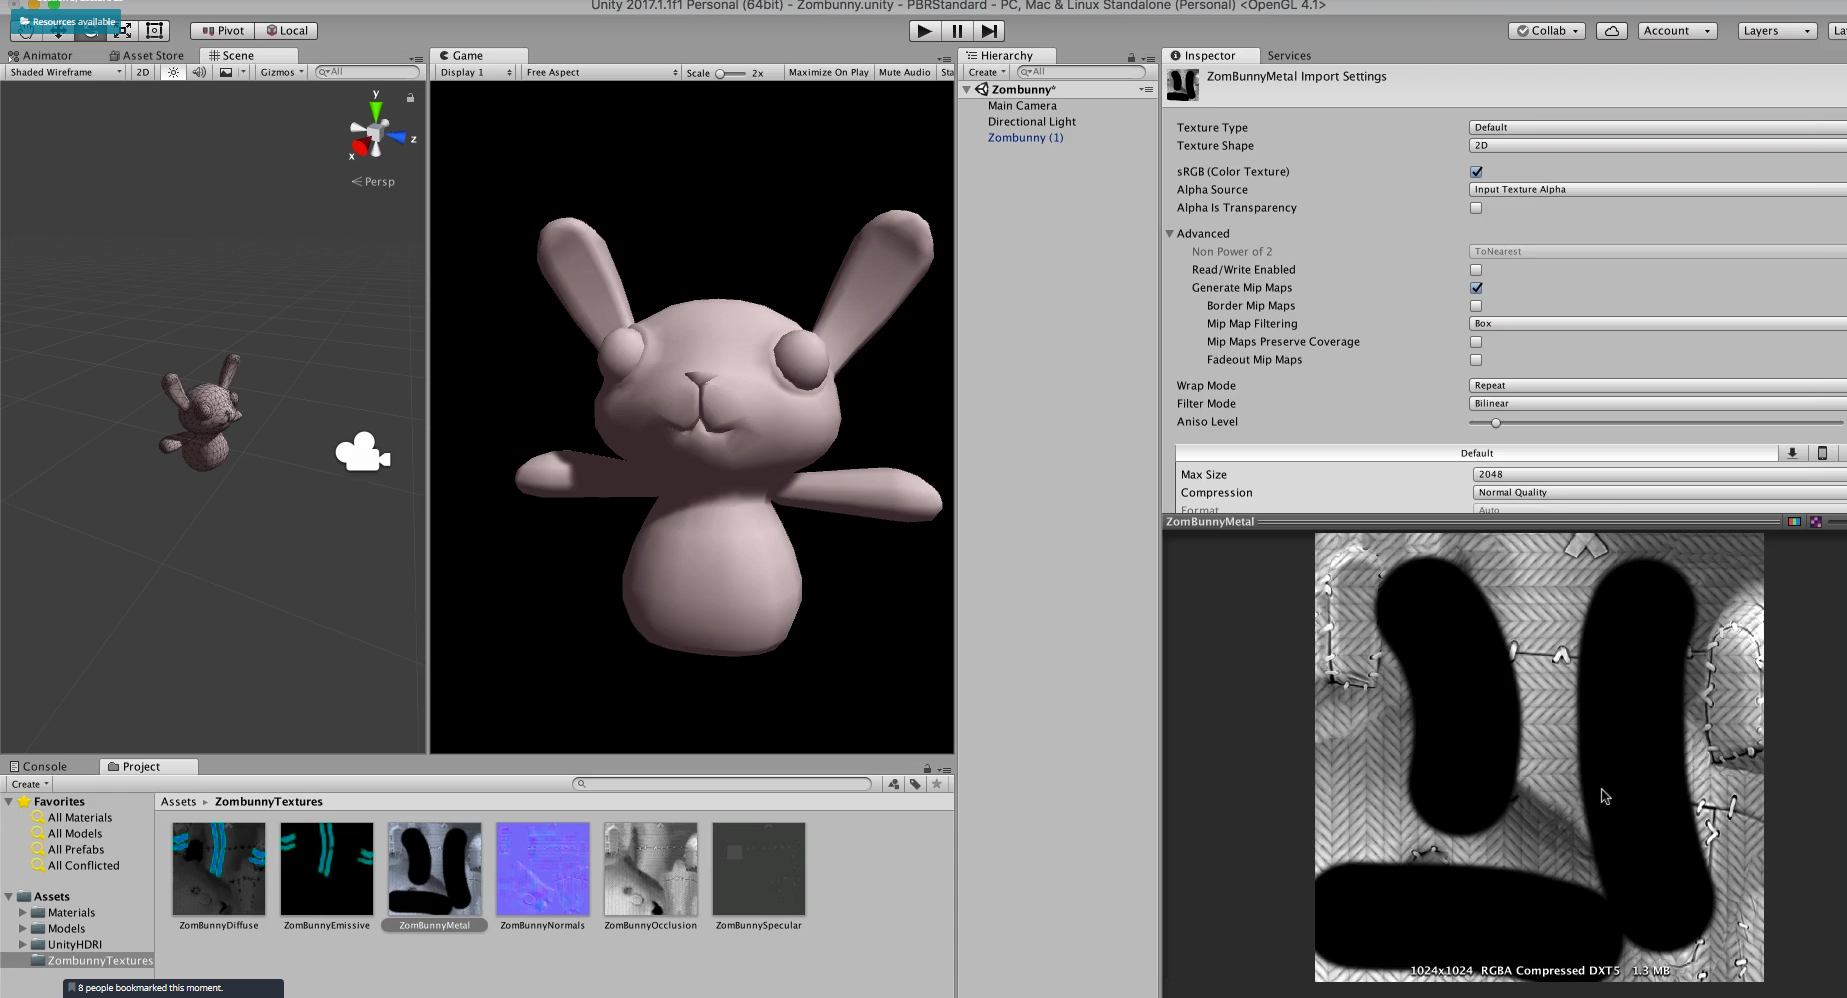 Unity 2017.1.1f1 Personal (64bit) - Zombunny.unity - PBRStandard - PC, Mac & Linux Standalone (Personal) <OpenGL 4.1>
Resources available
Pivot
Local
Collab
Account
Layers
Animator
Asset Store
Scene
Shaded Wireframe
2D
Gizmos
All
y
z
x
Persp
Game
Display 1
Free Aspect
Scale
2x
Maximize On Play
Mute Audio
Sta
Hierarchy
Create
All
Zombunny*
Main Camera
Directional Light
Zombunny (1)
Inspector
Services
ZomBunnyMetal Import Settings
Texture Type
Default
Texture Shape
2D
sRGB (Color Texture)
Alpha Source
Input Texture Alpha
Alpha Is Transparency
Advanced
Non Power of 2
ToNearest
Read/Write Enabled
Generate Mip Maps
Border Mip Maps
Mip Map Filtering
Box
Mip Maps Preserve Coverage
Fadeout Mip Maps
Wrap Mode
Repeat
Filter Mode
Bilinear
Aniso Level
Default
Max Size
2048
Compression
Normal Quality
Format
Auto
ZomBunnyMetal
1024x1024 RGBA Compressed DXT5 1.3 MB
Console
Project
Create
Favorites
All Materials
All Models
All Prefabs
All Conflicted
Assets
Materials
Models
UnityHDRI
ZombunnyTextures
Assets ▸ ZombunnyTextures
ZomBunnyDiffuse
ZomBunnyEmissive
ZomBunnyMetal
ZomBunnyNormals
ZomBunnyOcclusion
ZomBunnySpecular
8 people bookmarked this moment.